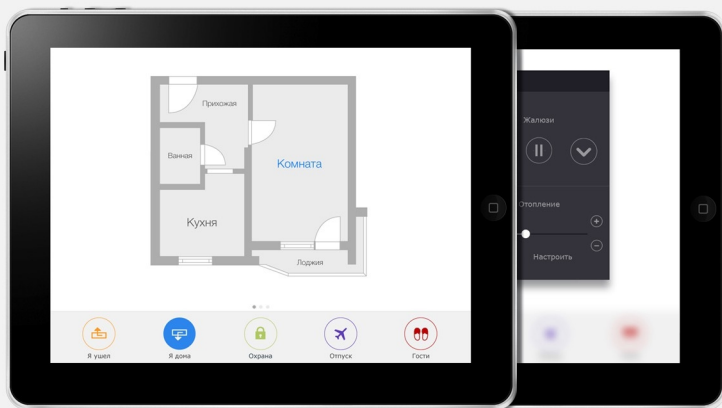 Прихожая
Ванная
Комната
Кухня
Лоджия
Я ушел
Я дома
Охрана
Отпуск
Гости
Жалюзи
Отопление
Настроить